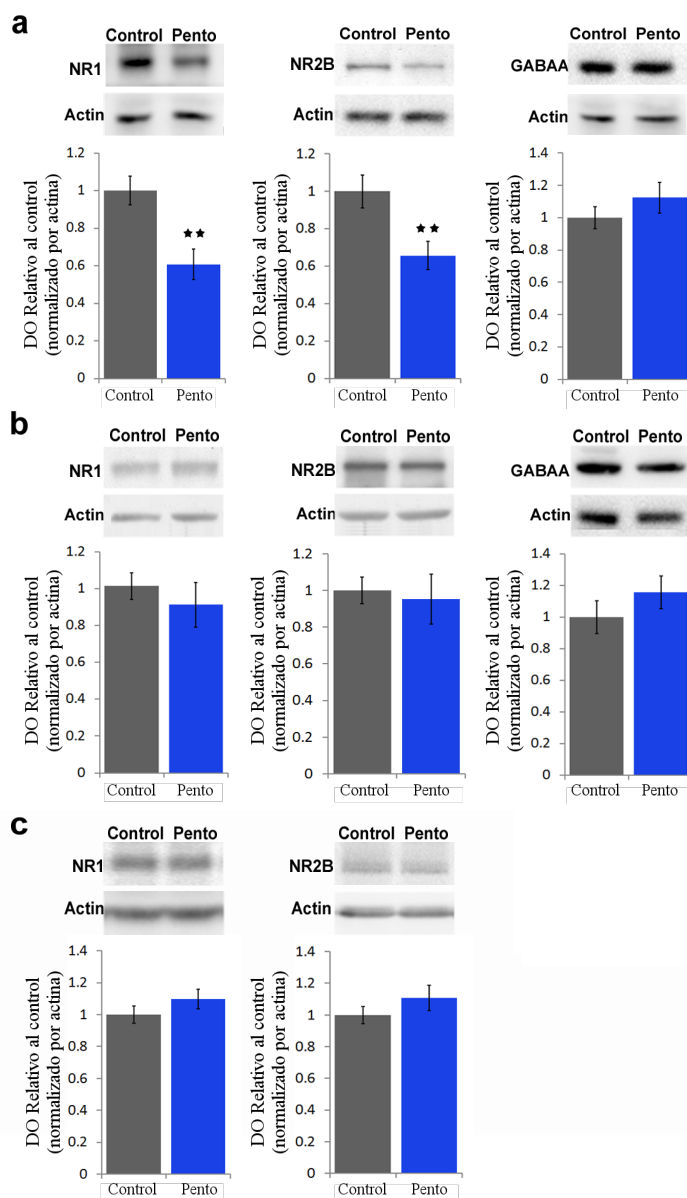 a
Control Pento
NR1
Actin
DO Relativo al control
(normalizado por actina)
1.2
1
0.8
0.6
0.4
0.2
0
★★
Control Pento
Control Pento
NR2B
Actin
DO Relativo al control
(normalizado por actina)
1.2
1
0.8
0.6
0.4
0.2
0
★★
Control Pento
Control Pento
GABAA
Actin
DO Relativo al control
(normalizado por actina)
1.4
1.2
1
0.8
0.6
0.4
0.2
0
Control Pento
b
Control Pento
NR1
Actin
DO Relativo al control
(normalizado por actina)
1.2
1
0.8
0.6
0.4
0.2
0
Control Pento
Control Pento
NR2B
Actin
DO Relativo al control
(normalizado por actina)
1.2
1
0.8
0.6
0.4
0.2
0
Control Pento
Control Pento
GABAA
Actin
DO Relativo al control
(normalizado por actina)
1.4
1.2
1
0.8
0.6
0.4
0.2
0
Control Pento
c
Control Pento
NR1
Actin
DO Relativo al control
(normalizado por actina)
1.4
1.2
1
0.8
0.6
0.4
0.2
0
Control Pento
Control Pento
NR2B
Actin
DO Relativo al control
(normalizado por actina)
1.4
1.2
1
0.8
0.6
0.4
0.2
0
Control Pento